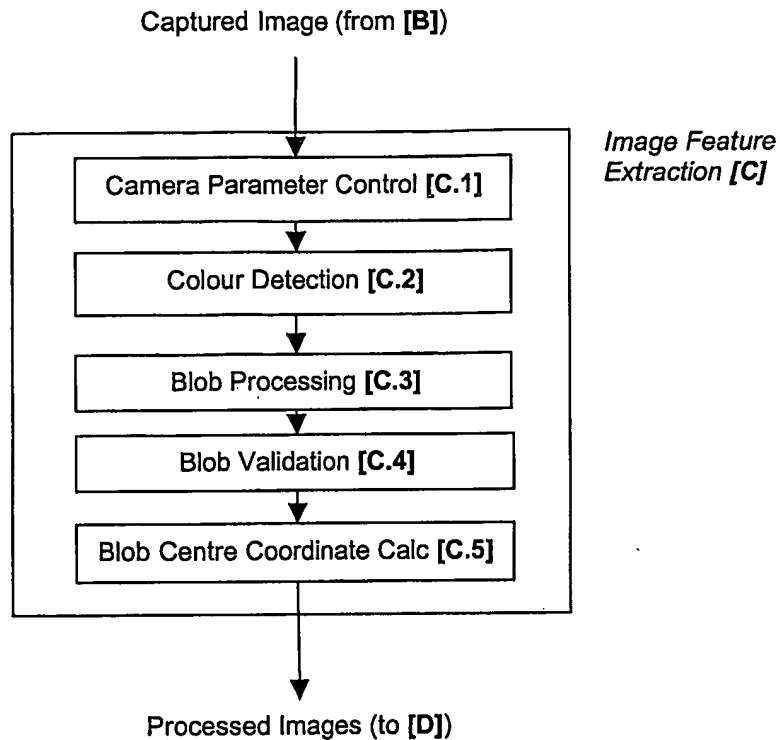 Captured Image (from [B])
Image Feature
Extraction [C]
Camera Parameter Control [C.1]
Colour Detection [C.2]
Blob Processing [C.3]
Blob Validation [C.4]
Blob Centre Coordinate Calc [C.5]
Processed Images (to [D])